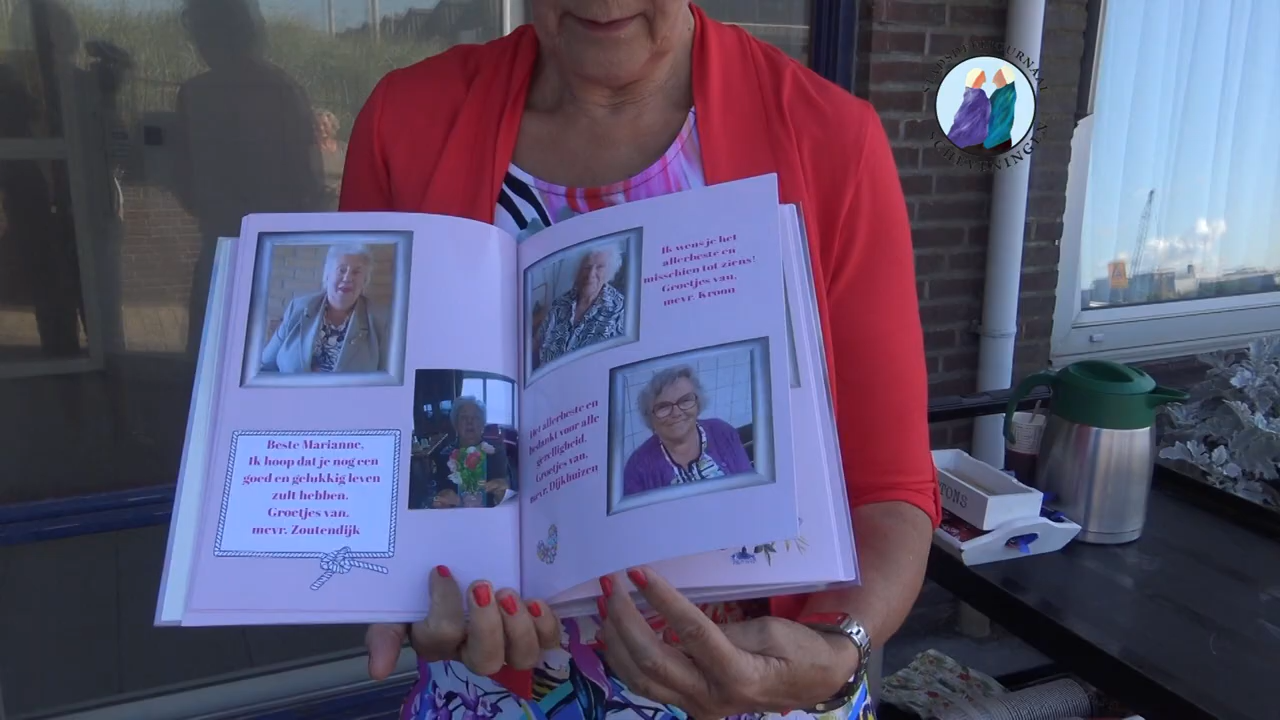 Beste Marianne,
Ik hoop dat je nog een
goed en gelukkig leven
zult hebben.
Groetjes van,
mevr. Zoutendijk
Ik wens je het
allerbeste en
misschien tot ziens!
Groetjes van,
mevr. Kroon
Het allerbeste en
bedankt voor alle
gezelligheid.
Groetjes van,
mevr. Dijkhuizen
STADSDEELJOURNAAL
SCHEVENINGEN
TONS